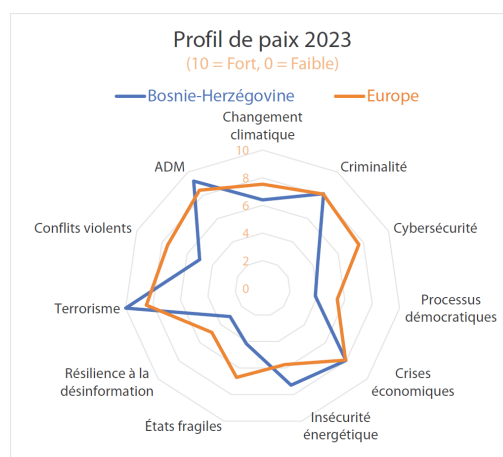 Profil de paix 2023
(10 = Fort, 0 = Faible)
Bosnie-Herzégovine
Europe
Changement
climatique
Criminalité
Cybersécurité
Processus
démocratiques
Crises
économiques
Insécurité
énergétique
États fragiles
Résilience à la
désinformation
Terrorisme
Conflits violents
ADM
10
8
6
4
2
0